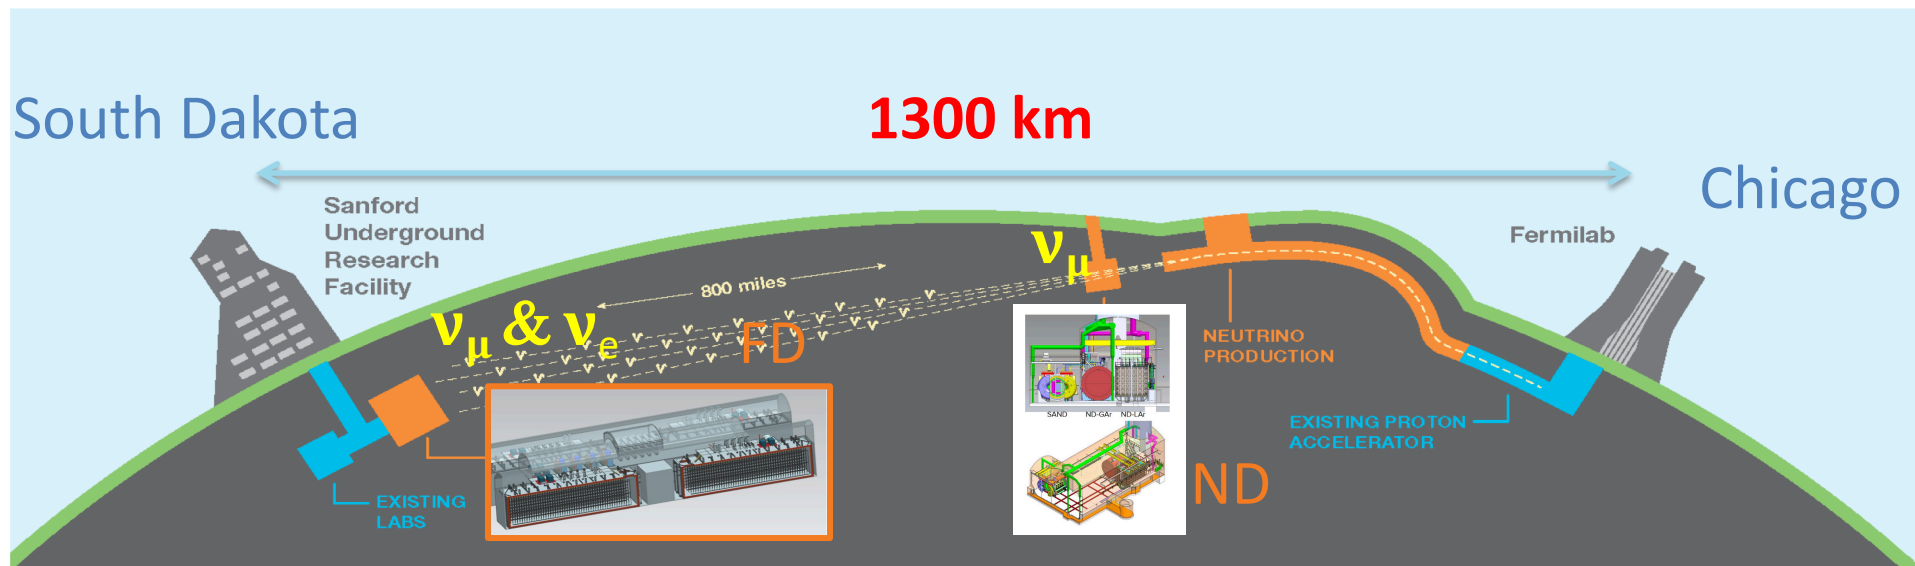 South Dakota
1300 km
Chicago
Sanford
Underground
Research
Facility
Fermilab
800 miles
νμ
νμ & νe
FD
NEUTRINO
PRODUCTION
SAND ND-GAr ND-LAr
EXISTING PROTON
ACCELERATOR
ND
EXISTING
LABS